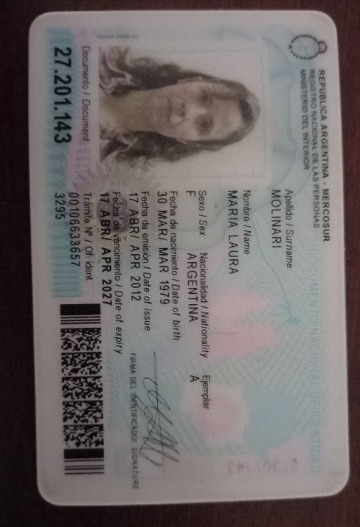 REPUBLICA ARGENTINA - MERCOSUR
REGISTRO NACIONAL DE LAS PERSONAS
MINISTERIO DEL INTERIOR
DOCUMENTO NACIONAL DE IDENTIDAD
Apellido / Surname
MOLINARI
Nombre / Name
MARIA LAURA
Sexo / Sex Nacionalidad / Nationality Ejemplar
F ARGENTINA A
Fecha de nacimiento / Date of birth
30 MAR/ MAR 1979
Fecha de emisión / Date of issue
17 ABR/ APR 2012
FIRMA DEL IDENTIFICADO/ SIGNATURE
Fecha de vencimiento / Date of expiry
17 ABR/ APR 2027
Documento / Document
27.201.143
Trámite Nº / Of. ident.
00106633657
3295